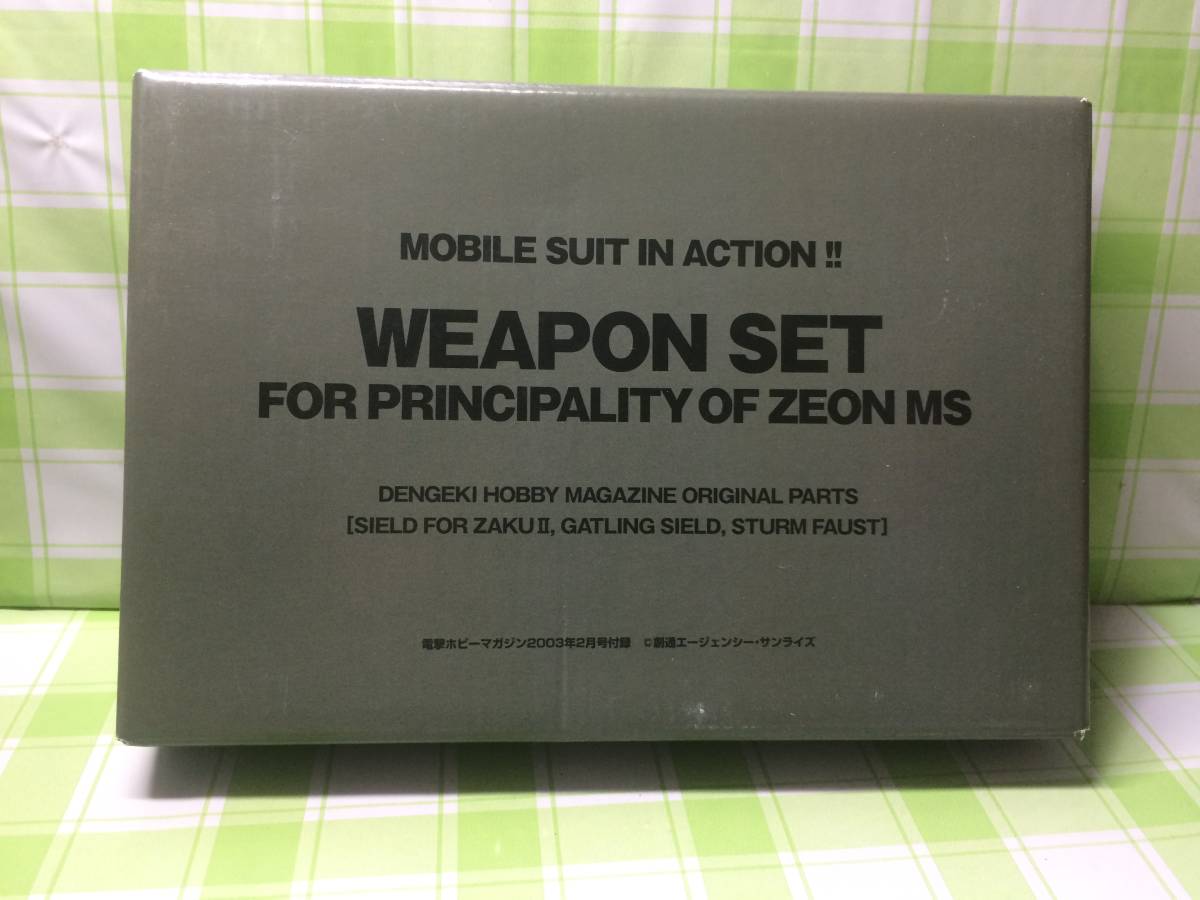 MOBILE SUIT IN ACTION !!
WEAPON SET
FOR PRINCIPALITY OF ZEON MS
DENGEKI HOBBY MAGAZINE ORIGINAL PARTS
[SIELD FOR ZAKU II, GATLING SIELD, STURM FAUST]
電撃ホビーマガジン2003年2月号付録 ©創通エージェンシー・サンライズ